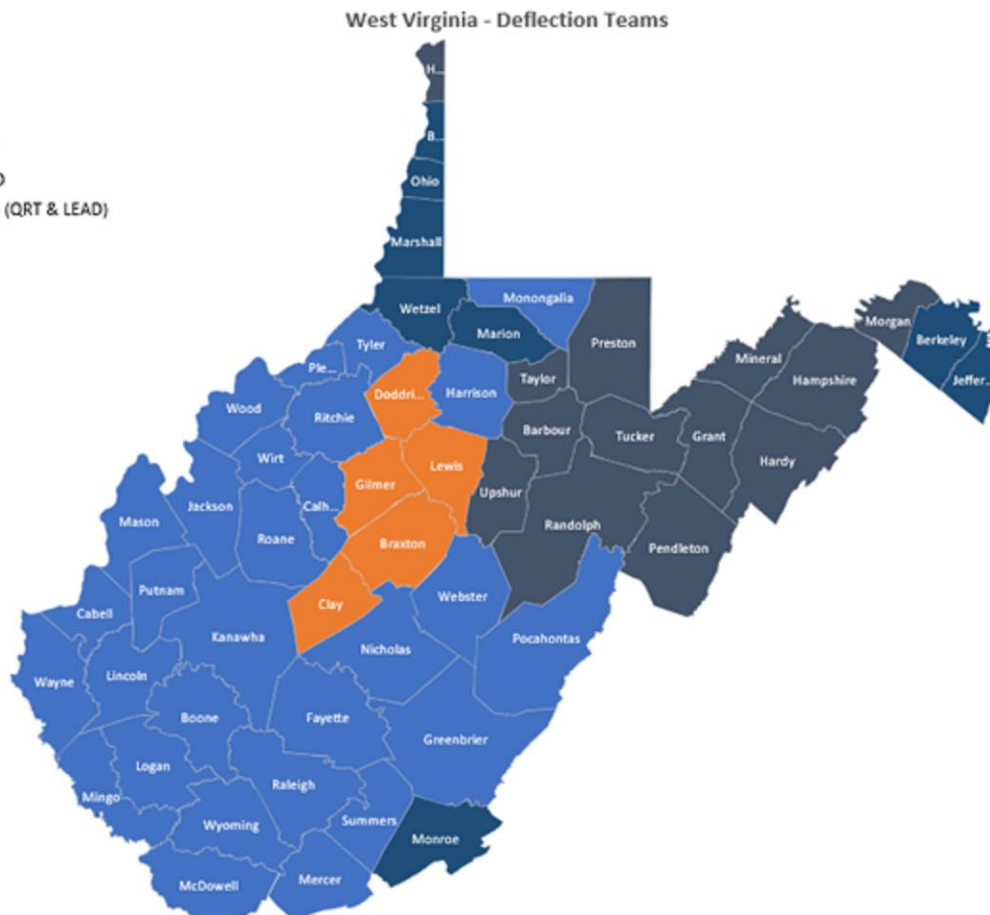 West Virginia - Deflection Teams
H...
B...
Ohio
(QRT & LEAD)
Marshall
Wetzel
Monongalia
Marion
Preston
Morgan
Berkeley
Tyler
Ple...
Taylor
Mineral
Hampshire
Jeffer...
Doddri...
Harrison
Wood
Ritchie
Barbour
Tucker
Grant
Wirt
Lewis
Hardy
Gilmer
Upshur
Jackson
Calh...
Mason
Roane
Randolph
Braxton
Pendleton
Putnam
Webster
Clay
Cabell
Kanawha
Pocahontas
Nicholas
Wayne
Lincoln
Boone
Fayette
Greenbrier
Logan
Raleigh
Mingo
Wyoming
Summers
Monroe
McDowell
Mercer